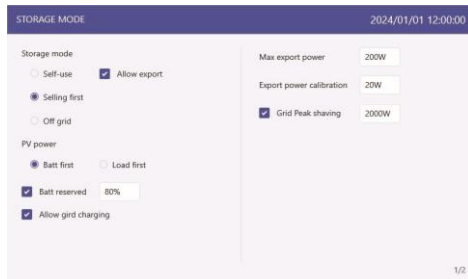 STORAGE MODE 2024/01/01 12:00:00
Storage mode
Self-use Allow export
Selling first
Off grid
PV power
Batt first Load first
Batt reserved 80%
Allow gird charging
Max export power 200W
Export power calibration 20W
Grid Peak shaving 2000W
1/2